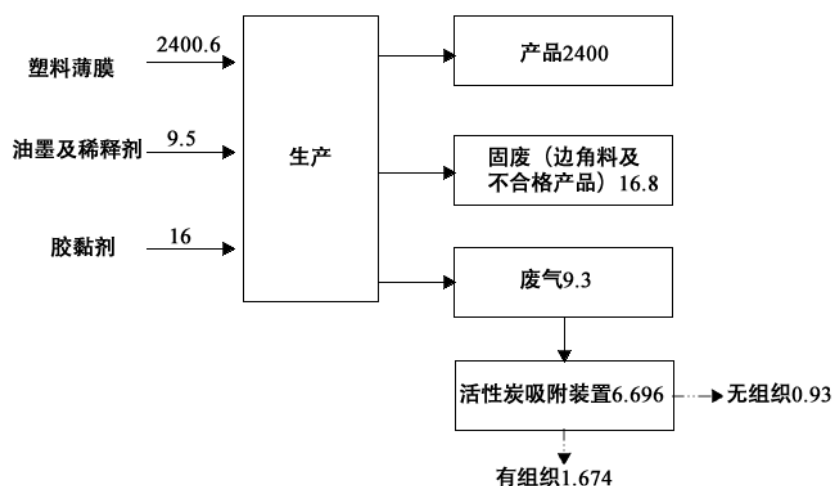 塑料薄膜
2400.6
油墨及稀释剂
9.5
胶黏剂
16
生产
产品2400
固废（边角料及
不合格产品）16.8
废气9.3
活性炭吸附装置6.696
无组织0.93
有组织1.674